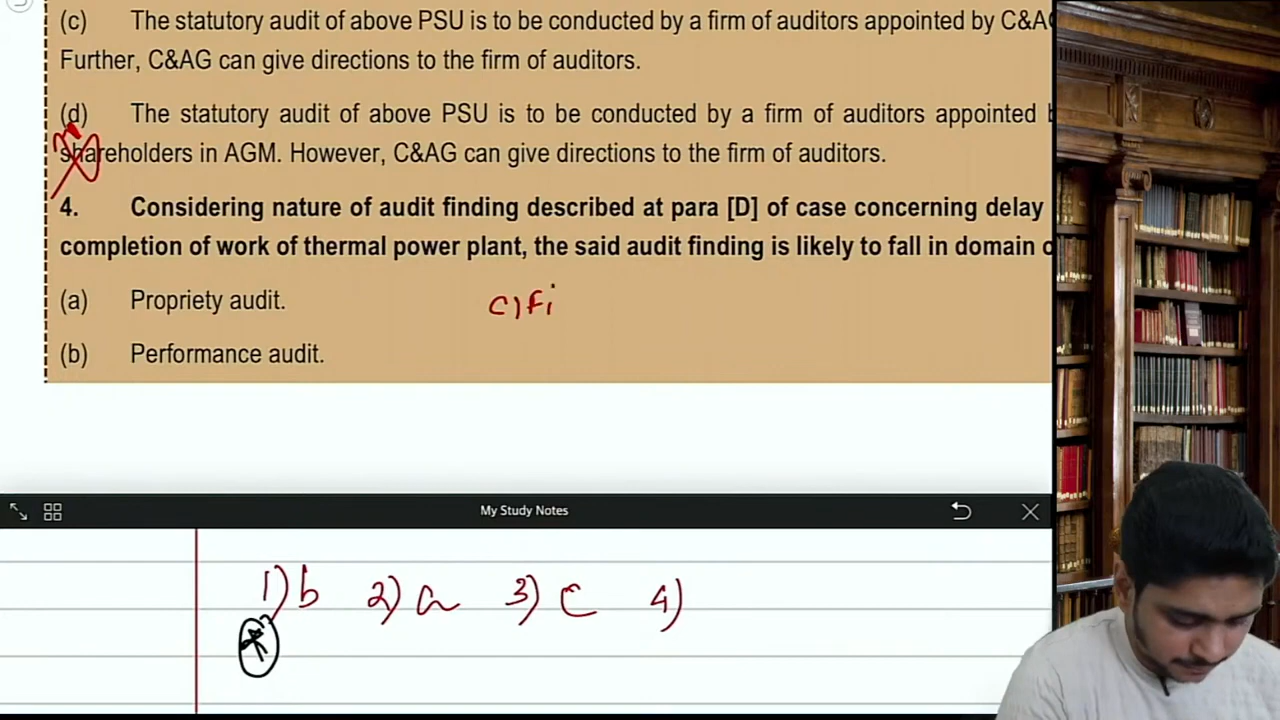 (c) The statutory audit of above PSU is to be conducted by a firm of auditors appointed by C&AG
Further, C&AG can give directions to the firm of auditors.
(d) The statutory audit of above PSU is to be conducted by a firm of auditors appointed
shareholders in AGM. However, C&AG can give directions to the firm of auditors.
4. Considering nature of audit finding described at para [D] of case concerning delay
completion of work of thermal power plant, the said audit finding is likely to fall in domain
(a) Propriety audit.
c) Fi
(b) Performance audit.
My Study Notes
1) b 2) a 3) c 4)